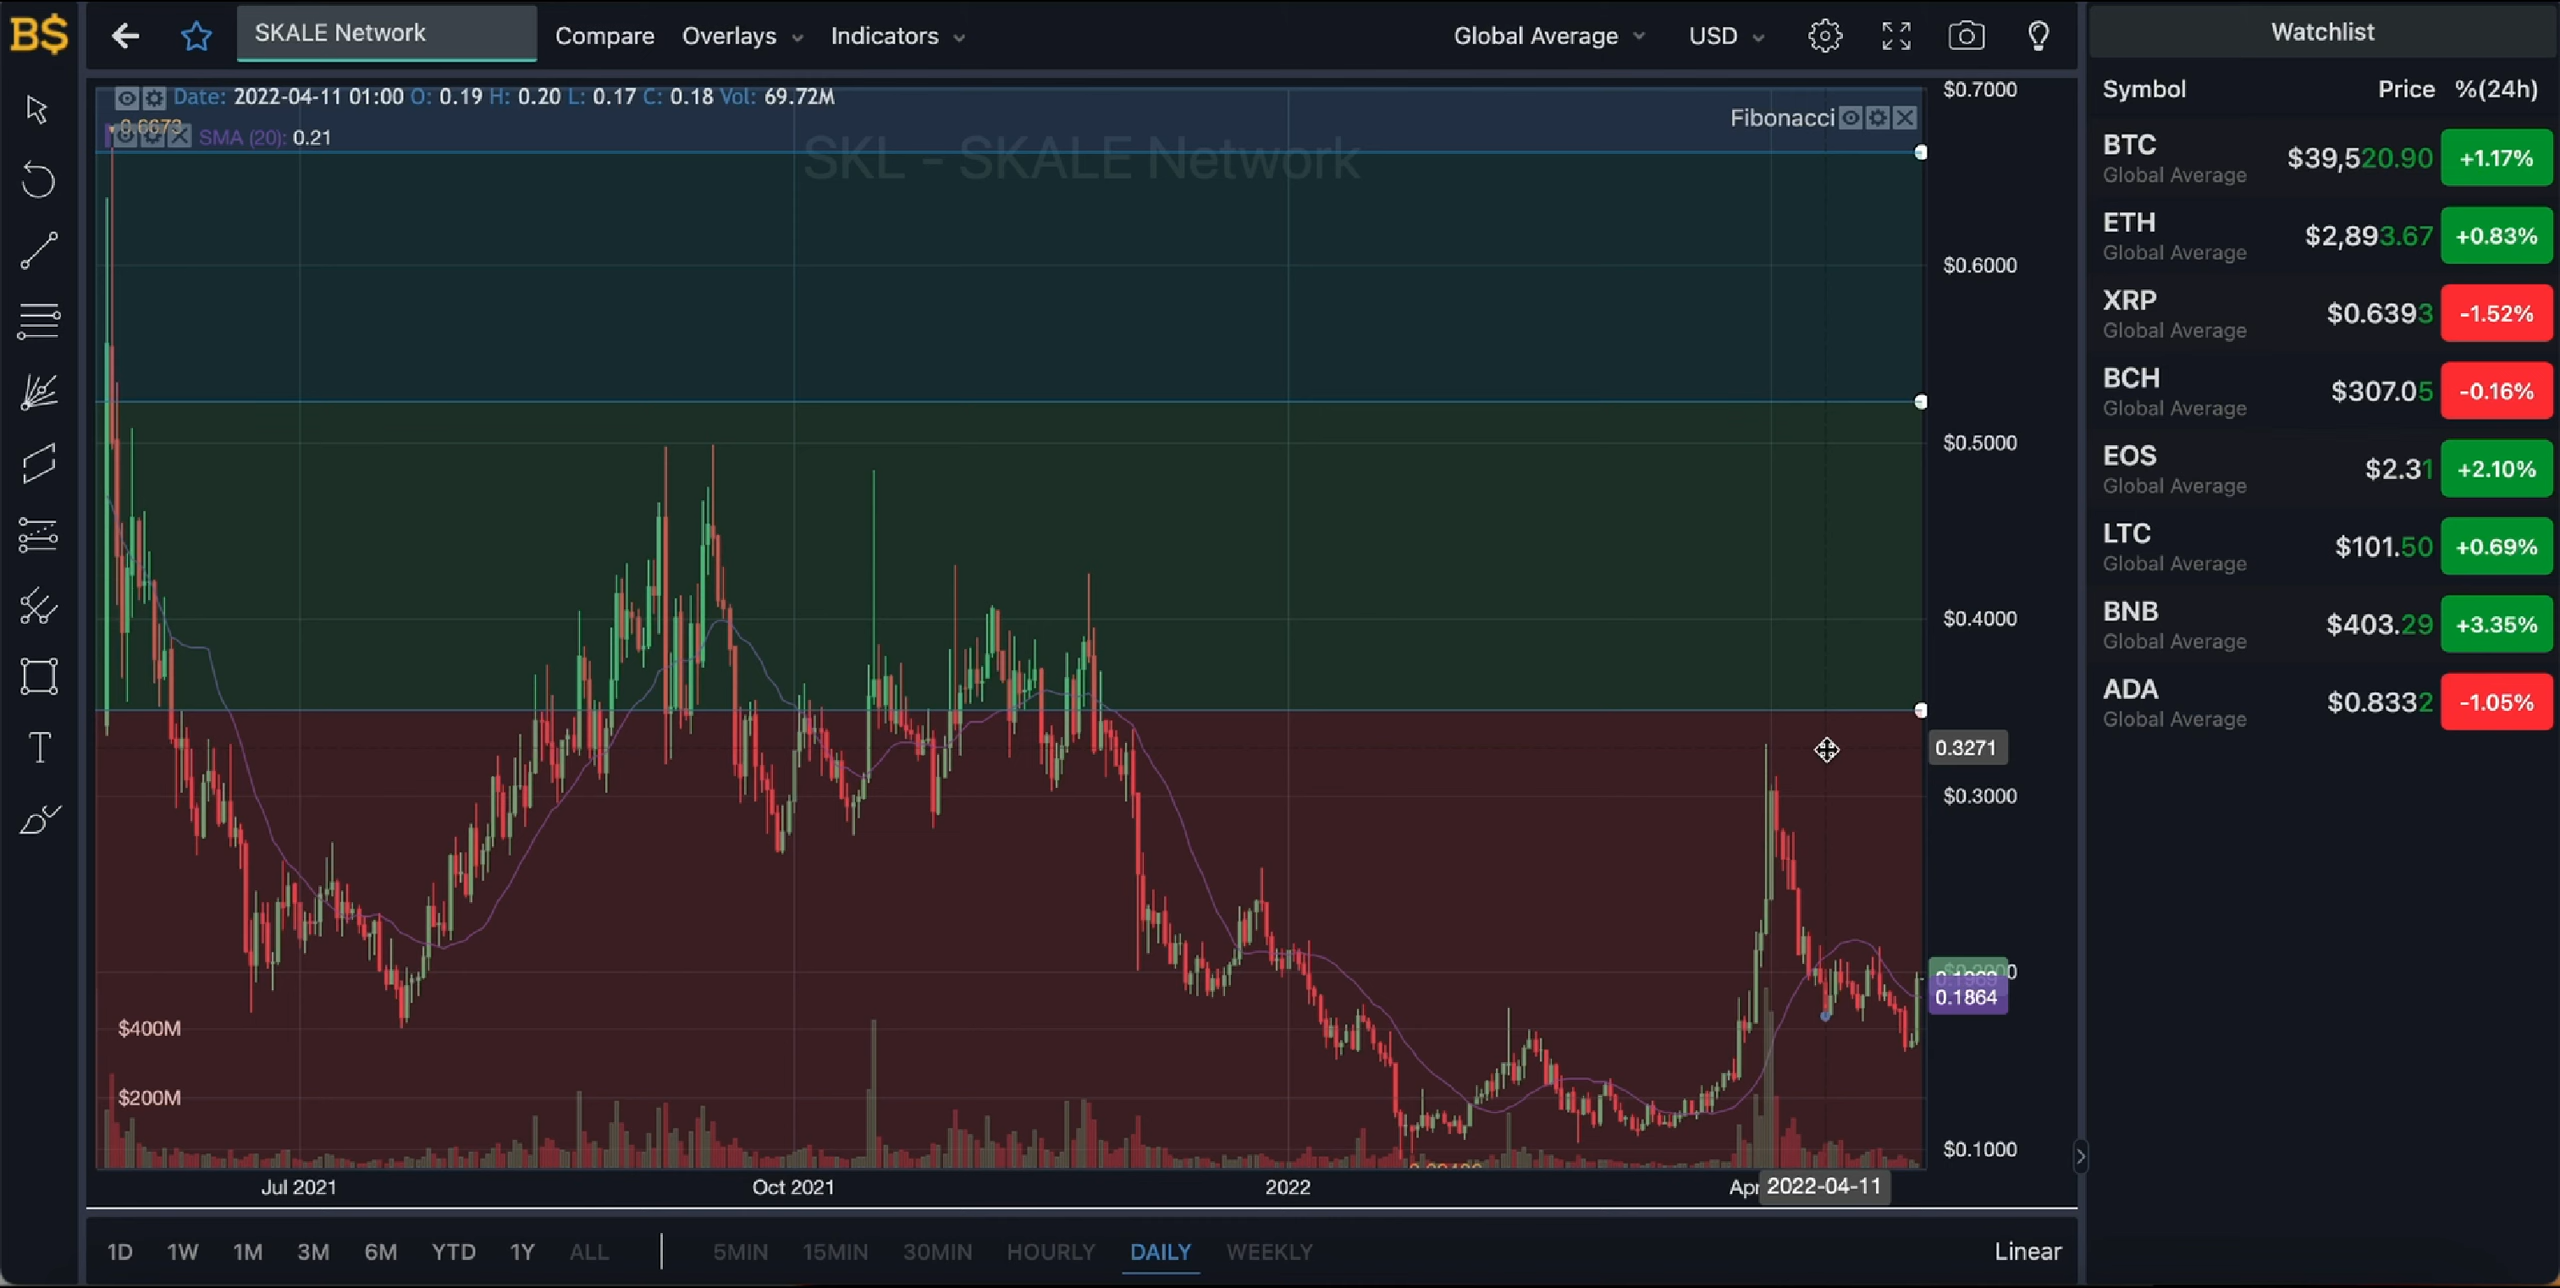 B$
SKALE Network
Compare
Overlays
Indicators
Global Average
USD
Watchlist
Symbol Price %(24h)
Date: 2022-04-11 01:00 O: 0.19 H: 0.20 L: 0.17 C: 0.18 Vol: 69.72M
0.6673
SMA (20): 0.21
Fibonacci
SKL - SKALE Network
$0.7000
$0.6000
$0.5000
$0.4000
0.3271
$0.3000
0.1864
$0.1000
$400M
$200M
Jul 2021
Oct 2021
2022
Apr
2022-04-11
BTC $39,520.90 +1.17%
Global Average
ETH $2,893.67 +0.83%
Global Average
XRP $0.6393 -1.52%
Global Average
BCH $307.05 -0.16%
Global Average
EOS $2.31 +2.10%
Global Average
LTC $101.50 +0.69%
Global Average
BNB $403.29 +3.35%
Global Average
ADA $0.8332 -1.05%
Global Average
1D 1W 1M 3M 6M YTD 1Y ALL 5MIN 15MIN 30MIN HOURLY DAILY WEEKLY Linear